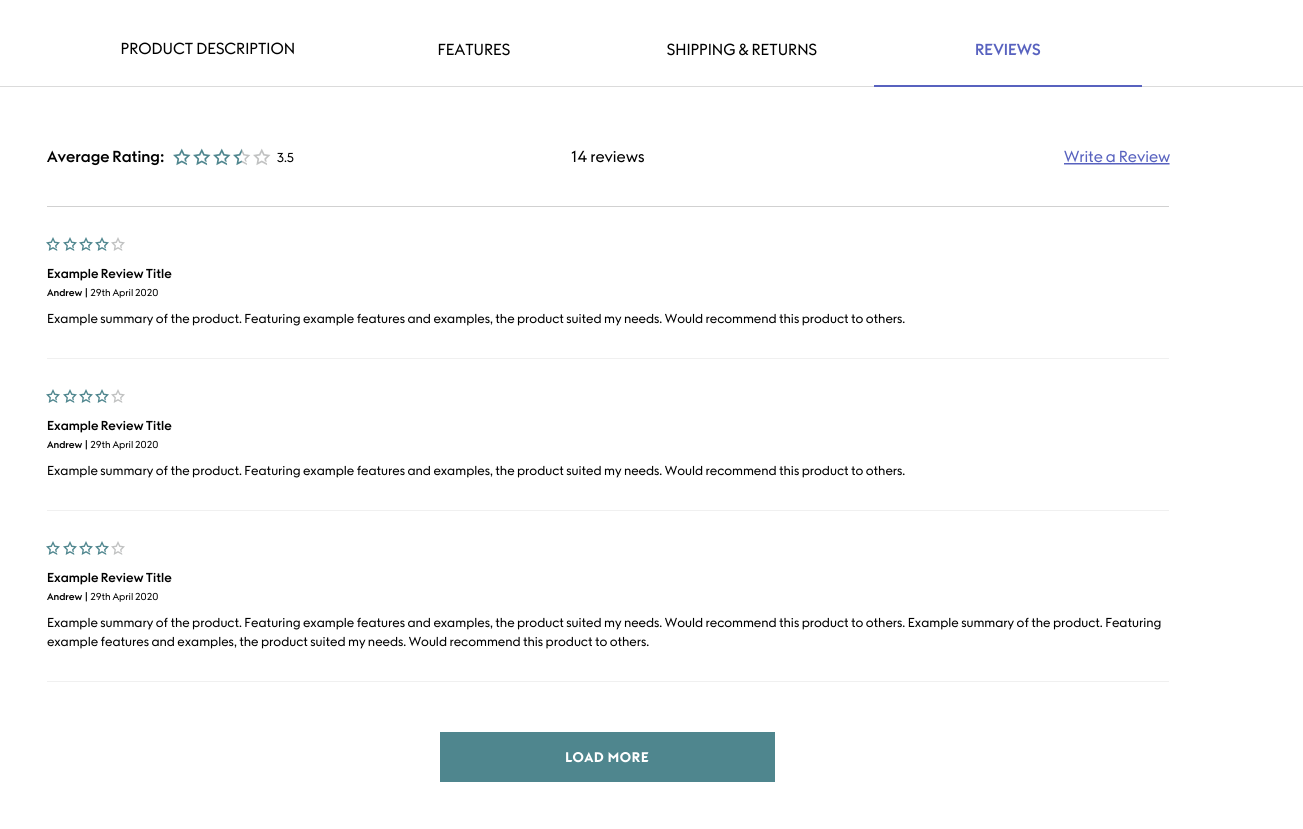 PRODUCT DESCRIPTION FEATURES SHIPPING & RETURNS REVIEWS
Average Rating: 3.5 14 reviews Write a Review
Example Review Title
Andrew | 29th April 2020
Example summary of the product. Featuring example features and examples, the product suited my needs. Would recommend this product to others.
Example Review Title
Andrew | 29th April 2020
Example summary of the product. Featuring example features and examples, the product suited my needs. Would recommend this product to others.
Example Review Title
Andrew | 29th April 2020
Example summary of the product. Featuring example features and examples, the product suited my needs. Would recommend this product to others. Example summary of the product. Featuring
example features and examples, the product suited my needs. Would recommend this product to others.
LOAD MORE